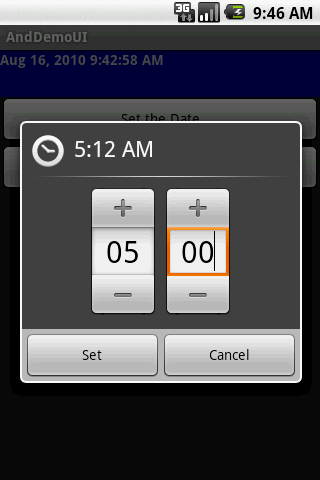 3G 9:46 AM
AndDemoUI
Aug 16, 2010 9:42:58 AM
Set the Date
5:12 AM
+ +
05 00
− −
Set Cancel